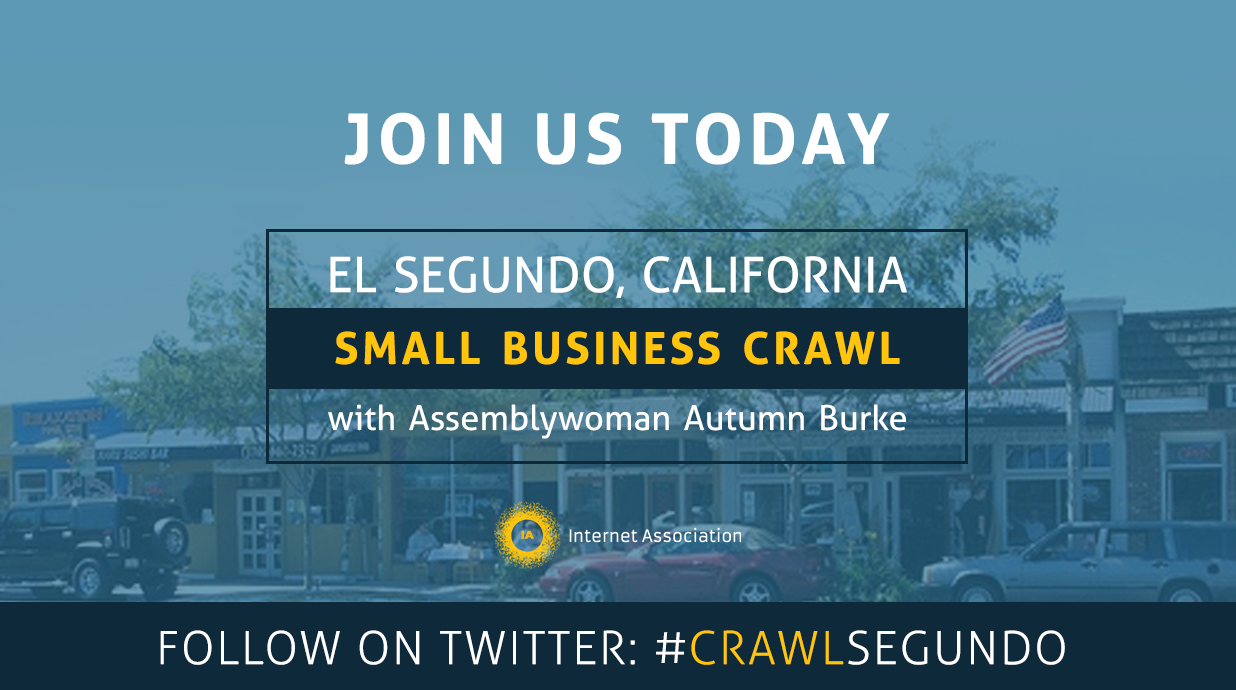 JOIN US TODAY
EL SEGUNDO, CALIFORNIA
SMALL BUSINESS CRAWL
with Assemblywoman Autumn Burke
IA
Internet Association
OPEN
FOLLOW ON TWITTER: #CRAWLSEGUNDO